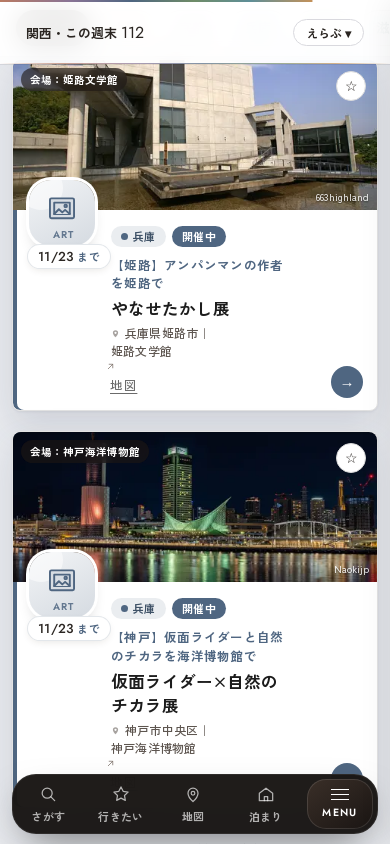 関西・この週末 112
えらぶ ▾
会場：姫路文学館
663highland
ART
11/23 まで
兵庫
開催中
【姫路】アンパンマンの作者
を姫路で
やなせたかし展
兵庫県姫路市｜
姫路文学館
地図
会場：神戸海洋博物館
Naokijp
ART
11/23 まで
兵庫
開催中
【神戸】仮面ライダーと自然
のチカラを海洋博物館で
仮面ライダー×自然の
チカラ展
神戸市中央区｜
神戸海洋博物館
さがす
行きたい
地図
泊まり
MENU